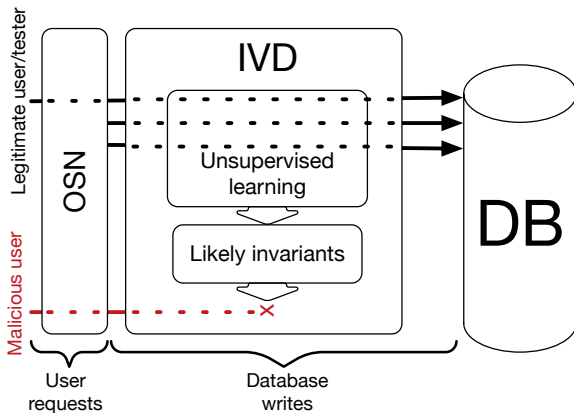 Legitimate user/tester
Malicious user
OSN
IVD
Unsupervised
learning
Likely invariants
x
DB
User
requests
Database
writes